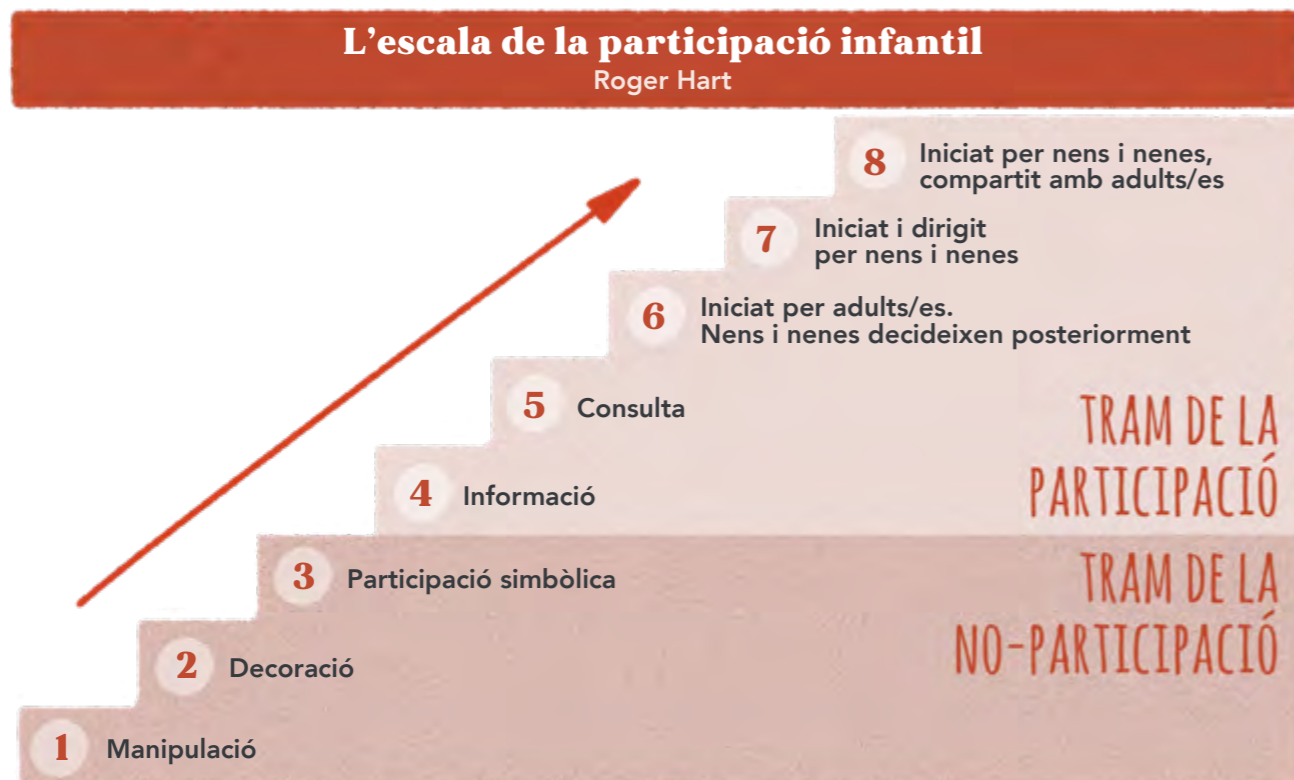 L’escala de la participació infantil
Roger Hart
8 Iniciat per nens i nenes,
compartit amb adults/es
7 Iniciat i dirigit
per nens i nenes
6 Iniciat per adults/es.
Nens i nenes decideixen posteriorment
5 Consulta
4 Informació
TRAM DE LA
PARTICIPACIÓ
3 Participació simbòlica
2 Decoració
1 Manipulació
TRAM DE LA
NO-PARTICIPACIÓ